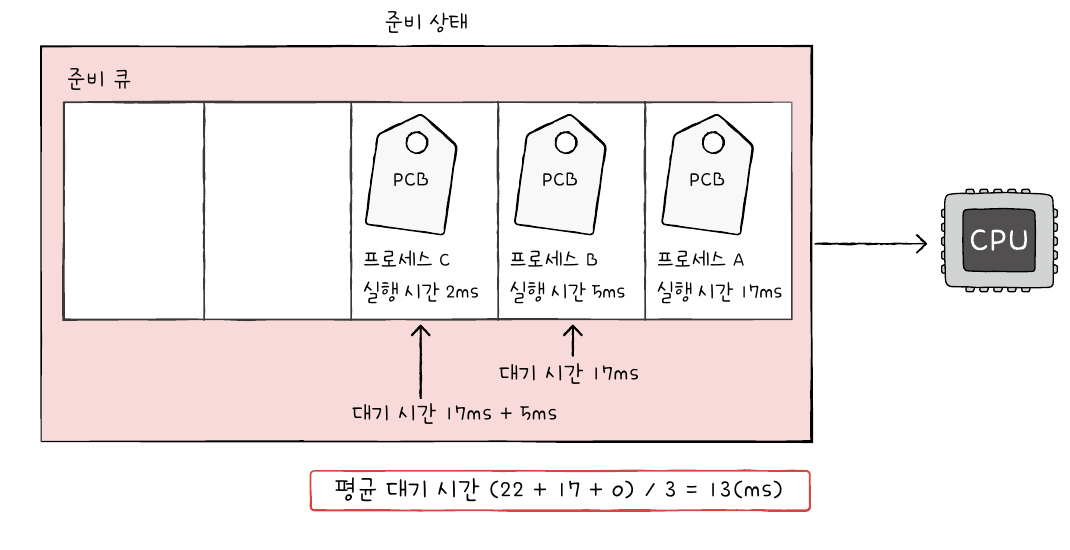 준비 상태
준비 큐
PCB
프로세스 C
실행 시간 2ms
PCB
프로세스 B
실행 시간 5ms
PCB
프로세스 A
실행 시간 17ms
CPU
대기 시간 17ms
대기 시간 17ms + 5ms
평균 대기 시간 (22 + 17 + 0) / 3 = 13(ms)